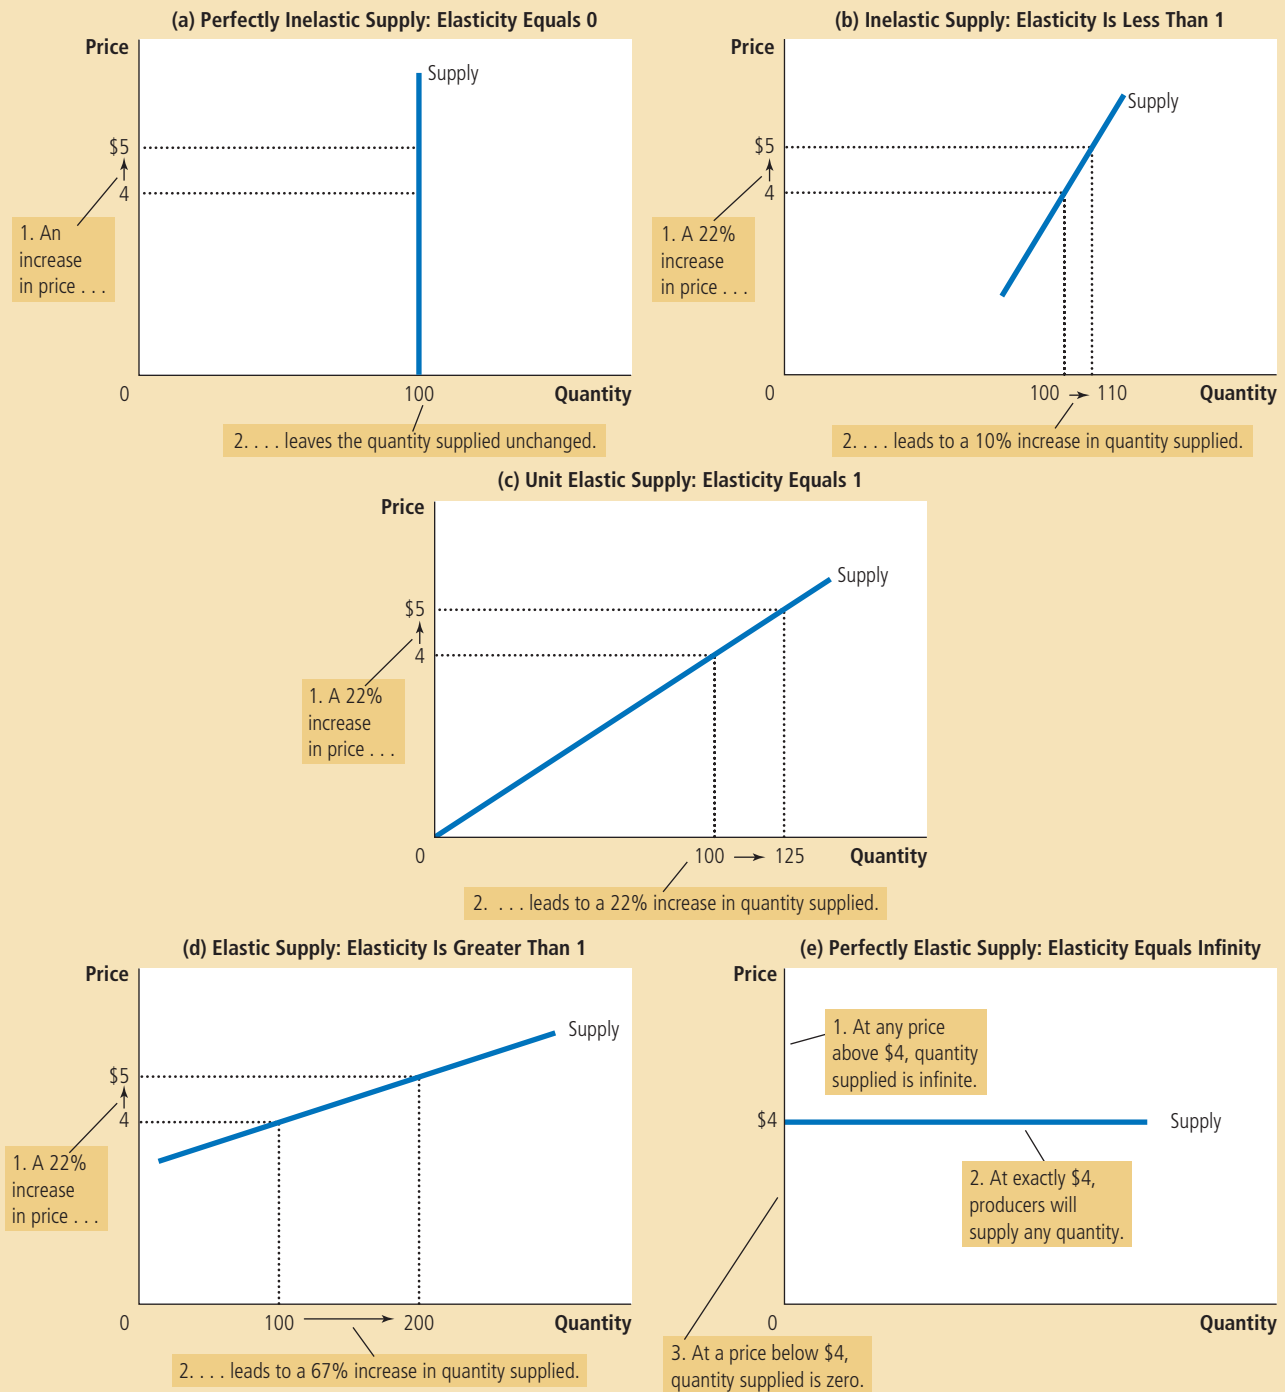 (a) Perfectly Inelastic Supply: Elasticity Equals 0
Price
Supply
$5
4
1. An
increase
in price . . .
0
100
Quantity
2. . . . leaves the quantity supplied unchanged.
(b) Inelastic Supply: Elasticity Is Less Than 1
Price
Supply
$5
4
1. A 22%
increase
in price . . .
0
100 → 110
Quantity
2. . . . leads to a 10% increase in quantity supplied.
(c) Unit Elastic Supply: Elasticity Equals 1
Price
Supply
$5
4
1. A 22%
increase
in price . . .
0
100 → 125
Quantity
2. . . . leads to a 22% increase in quantity supplied.
(d) Elastic Supply: Elasticity Is Greater Than 1
Price
Supply
$5
4
1. A 22%
increase
in price . . .
0
100 → 200
Quantity
2. . . . leads to a 67% increase in quantity supplied.
(e) Perfectly Elastic Supply: Elasticity Equals Infinity
Price
1. At any price
above $4, quantity
supplied is infinite.
$4
Supply
2. At exactly $4,
producers will
supply any quantity.
0
Quantity
3. At a price below $4,
quantity supplied is zero.